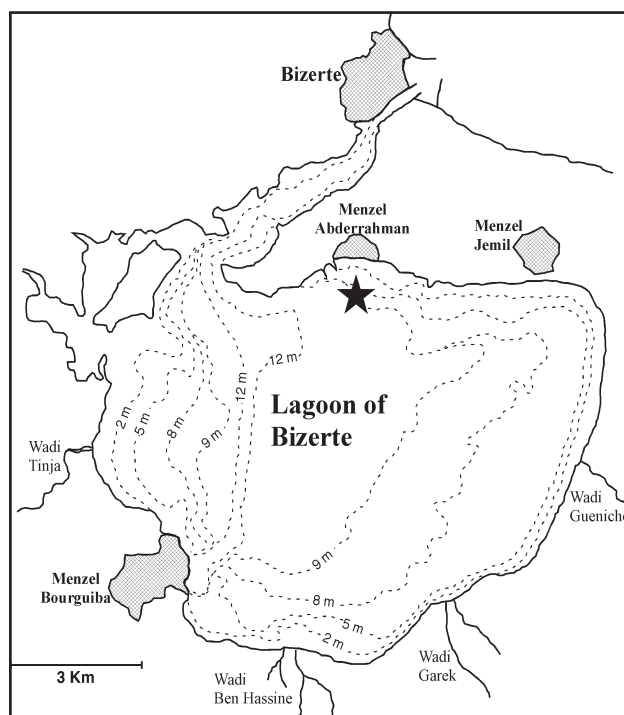 Bizerte
Menzel
Abderrahman
Menzel
Jemil
12 m
12 m
2 m
5 m
8 m
9 m
Lagoon of
Bizerte
Wadi
Tinja
Wadi
Gueniche
Menzel
Bourguiba
9 m
8 m
5 m
2 m
3 Km
Wadi
Ben Hassine
Wadi
Garek